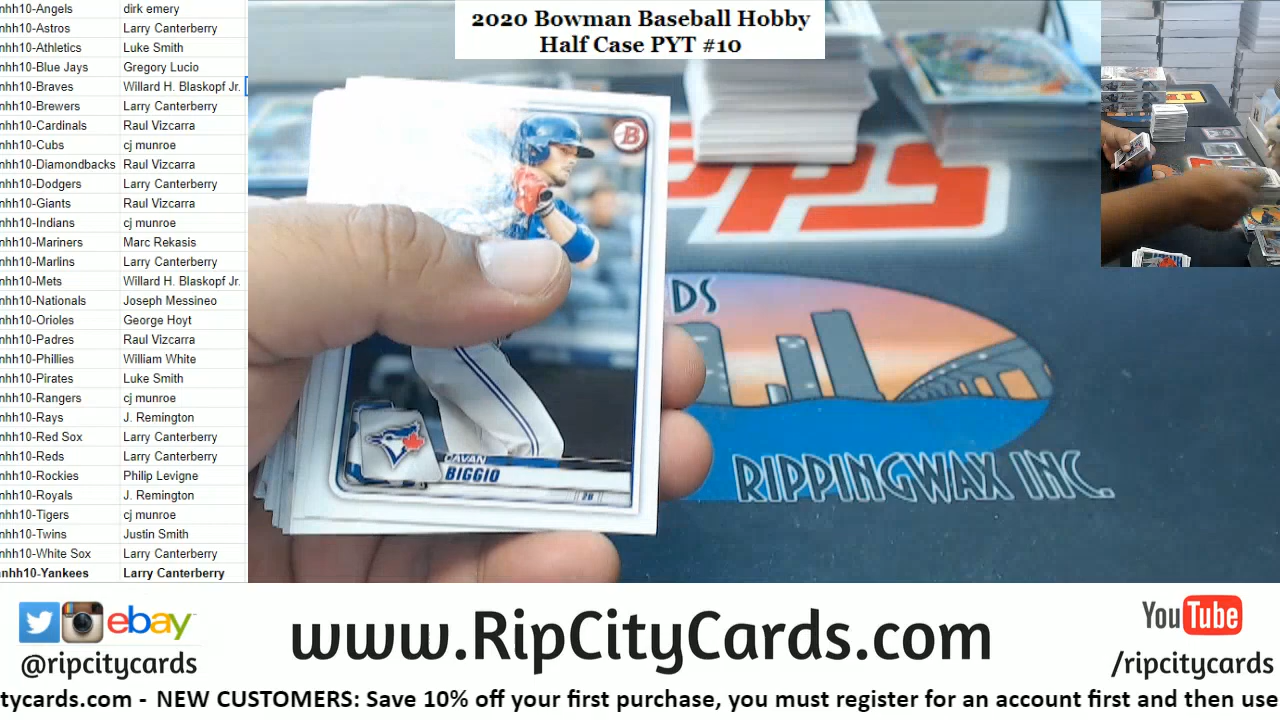 2020 Bowman Baseball Hobby
Half Case PYT #10
nhh10-Angels dirk emery
nhh10-Astros Larry Canterberry
nhh10-Athletics Luke Smith
nhh10-Blue Jays Gregory Lucio
nhh10-Braves Willard H. Blaskopf Jr.
nhh10-Brewers Larry Canterberry
nhh10-Cardinals Raul Vizcarra
nhh10-Cubs cj munroe
nhh10-Diamondbacks Raul Vizcarra
nhh10-Dodgers Larry Canterberry
nhh10-Giants Raul Vizcarra
nhh10-Indians cj munroe
nhh10-Mariners Marc Rekasis
nhh10-Marlins Larry Canterberry
nhh10-Mets Willard H. Blaskopf Jr.
nhh10-Nationals Joseph Messineo
nhh10-Orioles George Hoyt
nhh10-Padres Raul Vizcarra
nhh10-Phillies William White
nhh10-Pirates Luke Smith
nhh10-Rangers cj munroe
nhh10-Rays J. Remington
nhh10-Red Sox Larry Canterberry
nhh10-Reds Larry Canterberry
nhh10-Rockies Philip Levigne
nhh10-Royals J. Remington
nhh10-Tigers cj munroe
nhh10-Twins Justin Smith
nhh10-White Sox Larry Canterberry
nhh10-Yankees Larry Canterberry
B
CAVAN
BIGGIO
2B
PPS
DS
RIPPINGWAX INC.
ebay
@ripcitycards
www.RipCityCards.com
YouTube
/ripcitycards
tycards.com - NEW CUSTOMERS: Save 10% off your first purchase, you must register for an account first and then use